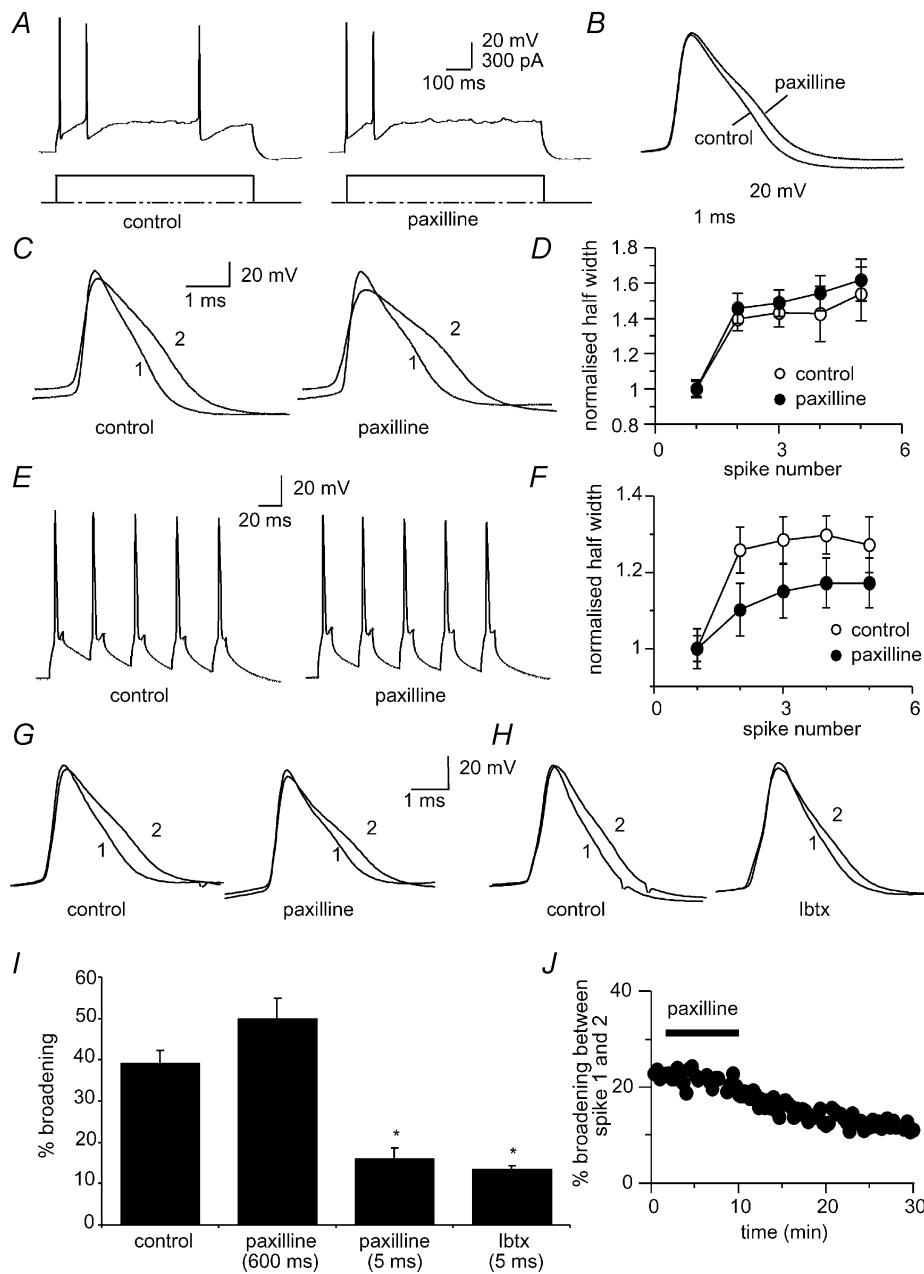 A
20 mV
300 pA
100 ms
control
paxilline
B
paxilline
control
20 mV
1 ms
C
20 mV
1 ms
2
1
control
2
1
paxilline
D
normalised half width
1.8
1.6
1.4
1.2
1
0.8
control
paxilline
0
3
6
spike number
E
20 mV
20 ms
control
paxilline
F
normalised half width
1.4
1.2
1
control
paxilline
0
3
6
spike number
G
2
1
control
20 mV
1 ms
2
1
paxilline
H
2
1
control
2
1
Ibtx
I
% broadening
60
50
40
30
20
10
0
*
*
control
paxilline
(600 ms)
paxilline
(5 ms)
Ibtx
(5 ms)
J
% broadening between
spike 1 and 2
40
20
0
paxilline
0
10
20
30
time (min)